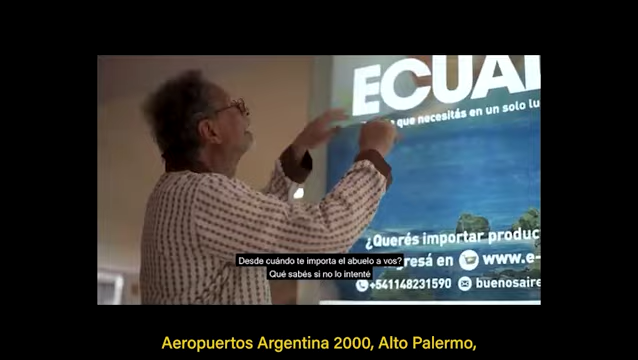 ECUA
que necesitás en un solo lu
¿Querés importar produc
gresá en www.e-
+541148231590 buenosaire
Desde cuándo te importa el abuelo a vos?
Qué sabés si no lo intenté
Aeropuertos Argentina 2000, Alto Palermo,